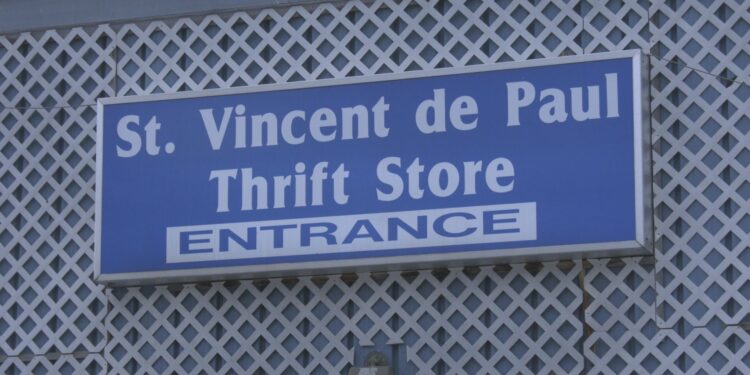 St. Vincent de Paul
Thrift Store
ENTRANCE